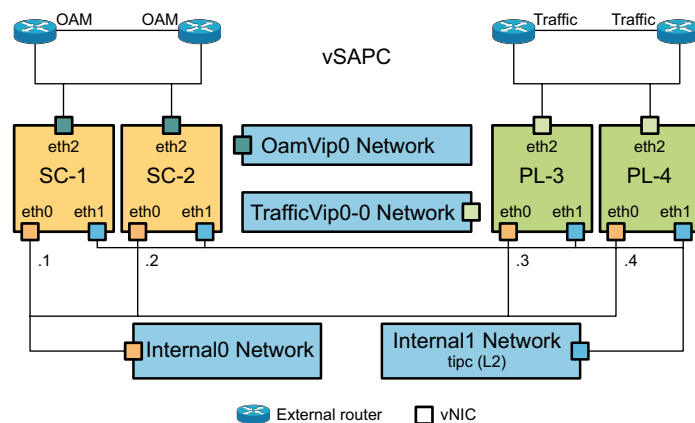 OAM OAM Traffic Traffic
vSAPC
eth2 eth2 eth2 eth2
SC-1 SC-2 OamVip0 Network PL-3 PL-4
eth0 eth1 eth0 eth1 TrafficVip0-0 Network eth0 eth1 eth0 eth1
.1 .2 .3 .4
Internal0 Network Internal1 Network
tipc (L2)
External router vNIC